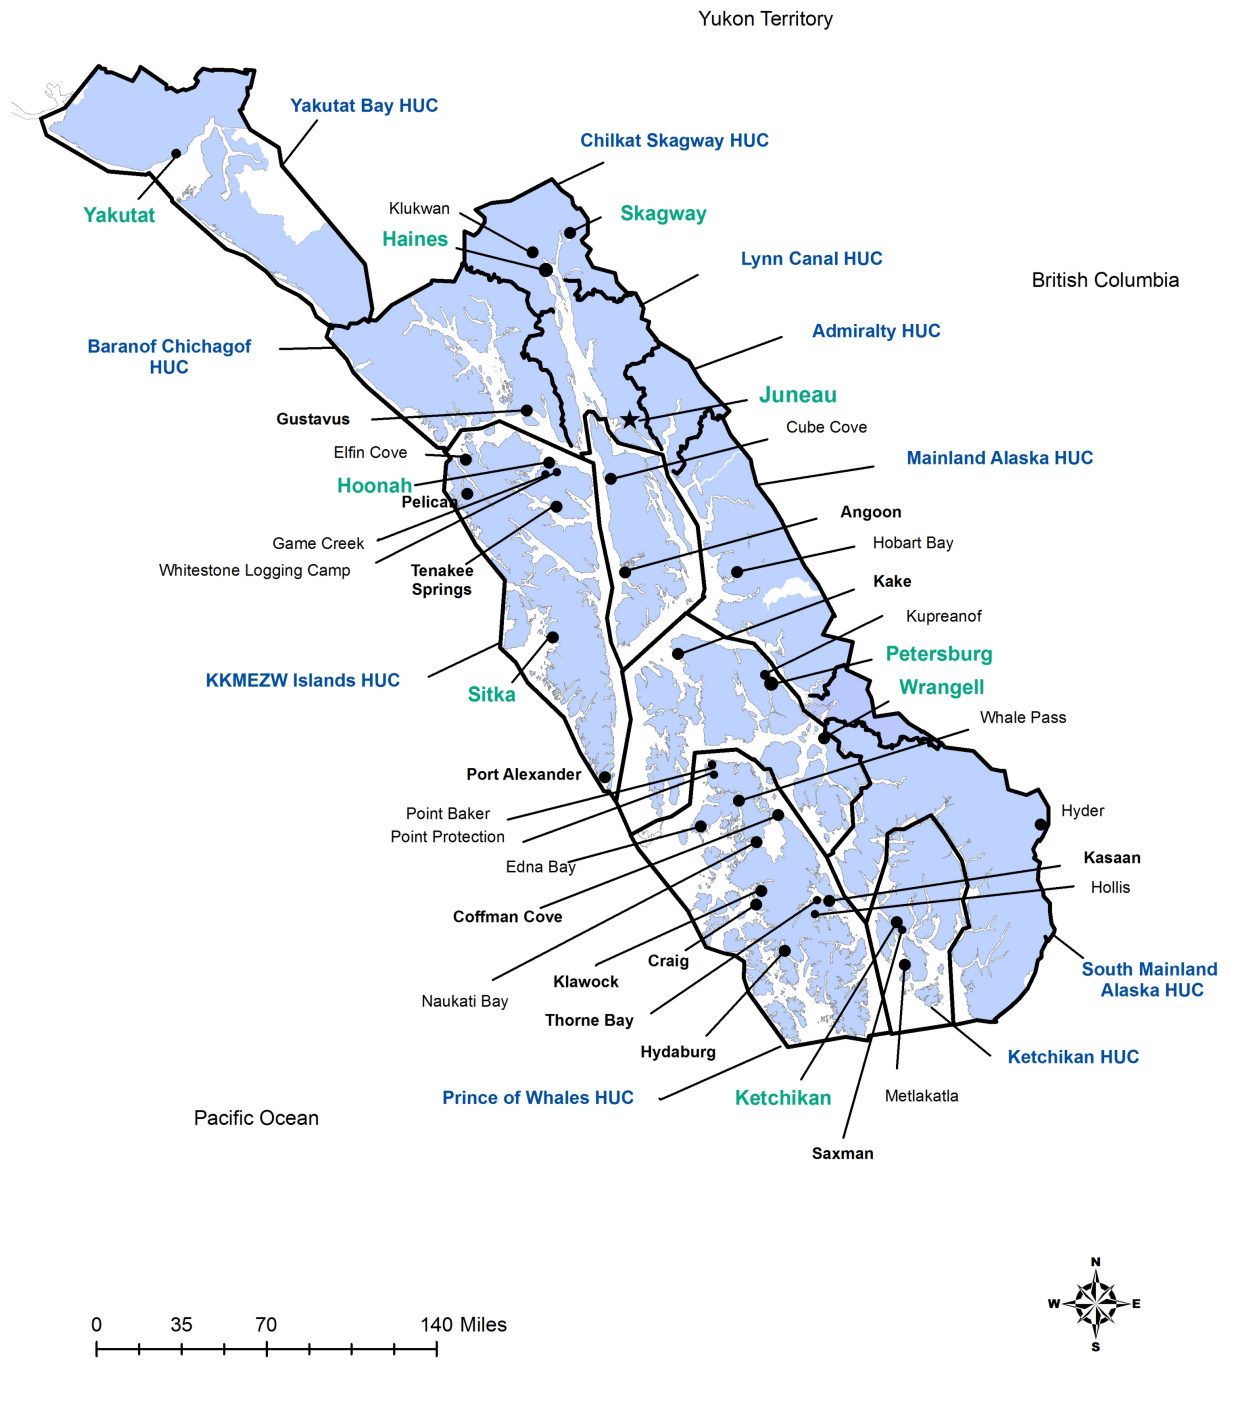 Yukon Territory
Yakutat Bay HUC
Chilkat Skagway HUC
Klukwan
Skagway
Yakutat
Haines
Lynn Canal HUC
British Columbia
Admiralty HUC
Baranof Chichagof
HUC
Juneau
Gustavus
Cube Cove
Elfin Cove
Mainland Alaska HUC
Hoonah
Pelican
Angoon
Game Creek
Hobart Bay
Whitestone Logging Camp
Tenakee
Springs
Kake
Kupreanof
Petersburg
KKMEZW Islands HUC
Sitka
Wrangell
Whale Pass
Port Alexander
Point Baker
Hyder
Point Protection
Edna Bay
Kasaan
Hollis
Coffman Cove
Craig
South Mainland
Alaska HUC
Klawock
Naukati Bay
Thorne Bay
Hydaburg
Ketchikan HUC
Prince of Whales HUC
Ketchikan
Metlakatla
Pacific Ocean
Saxman
N
W
E
S
0 35 70 140 Miles